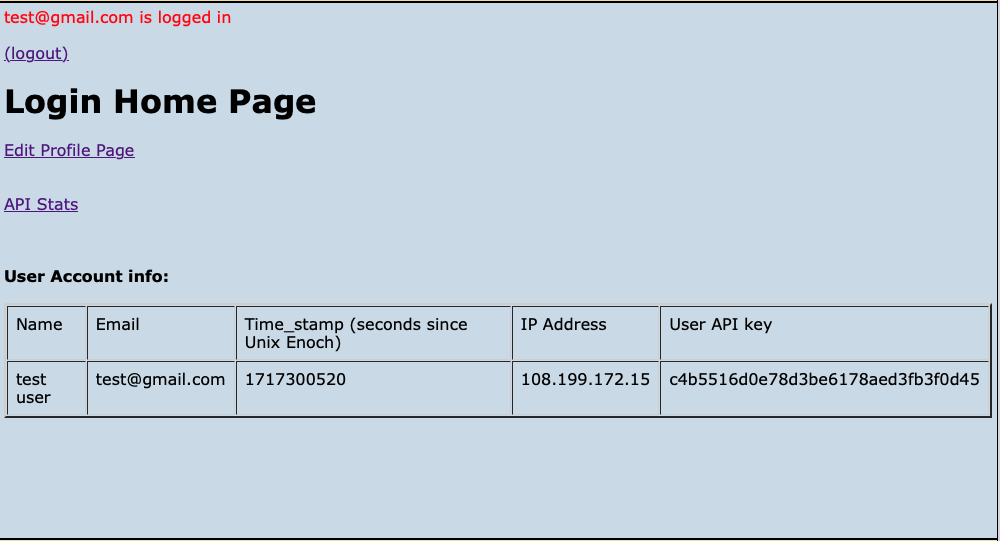 test@gmail.com is logged in
(logout)
Login Home Page
Edit Profile Page
API Stats
User Account info:
Name Email Time_stamp (seconds since Unix Enoch) IP Address User API key
test user test@gmail.com 1717300520 108.199.172.15 c4b5516d0e78d3be6178aed3fb3f0d45